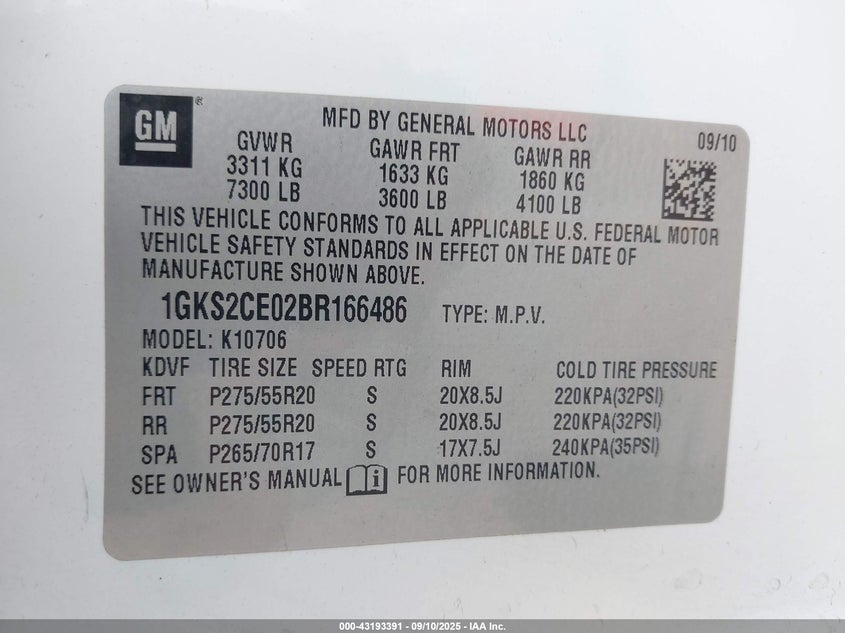 GM ®
MFD BY GENERAL MOTORS LLC
09/10
GVWR GAWR FRT GAWR RR
3311 KG 1633 KG 1860 KG
7300 LB 3600 LB 4100 LB
THIS VEHICLE CONFORMS TO ALL APPLICABLE U.S. FEDERAL MOTOR
VEHICLE SAFETY STANDARDS IN EFFECT ON THE DATE OF
MANUFACTURE SHOWN ABOVE.
1GKS2CE02BR166486 TYPE: M.P.V.
MODEL: K10706
KDVF TIRE SIZE SPEED RTG RIM COLD TIRE PRESSURE
FRT P275/55R20 S 20X8.5J 220KPA(32PSI)
RR P275/55R20 S 20X8.5J 220KPA(32PSI)
SPA P265/70R17 S 17X7.5J 240KPA(35PSI)
SEE OWNER'S MANUAL i FOR MORE INFORMATION.
000-43193391 - 09/10/2025 - IAA Inc.